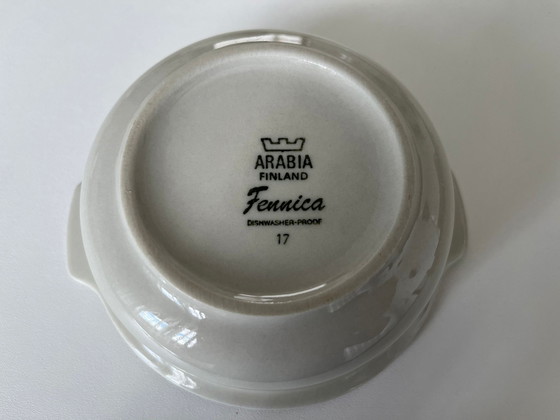 ARABIA
FINLAND
Fennica
DISHWASHER-PROOF
17